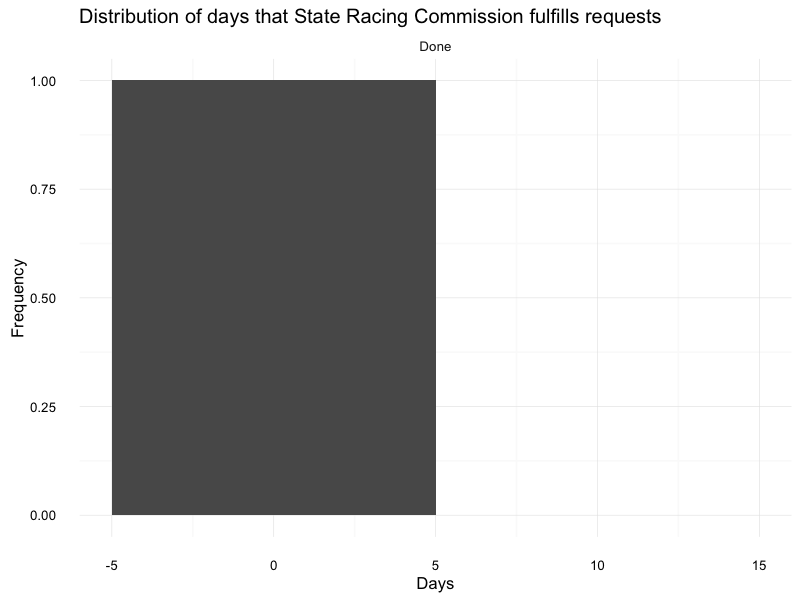 Distribution of days that State Racing Commission fulfills requests
Done
1.00
0.75
0.50
0.25
0.00
Frequency
-5 0 5 10 15
Days